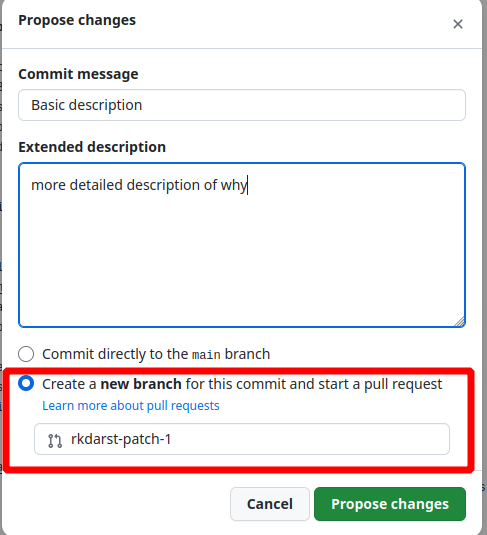 Propose changes
Commit message
Basic description
Extended description
more detailed description of why
Commit directly to the main branch
Create a new branch for this commit and start a pull request
Learn more about pull requests
rkdarst-patch-1
Cancel
Propose changes